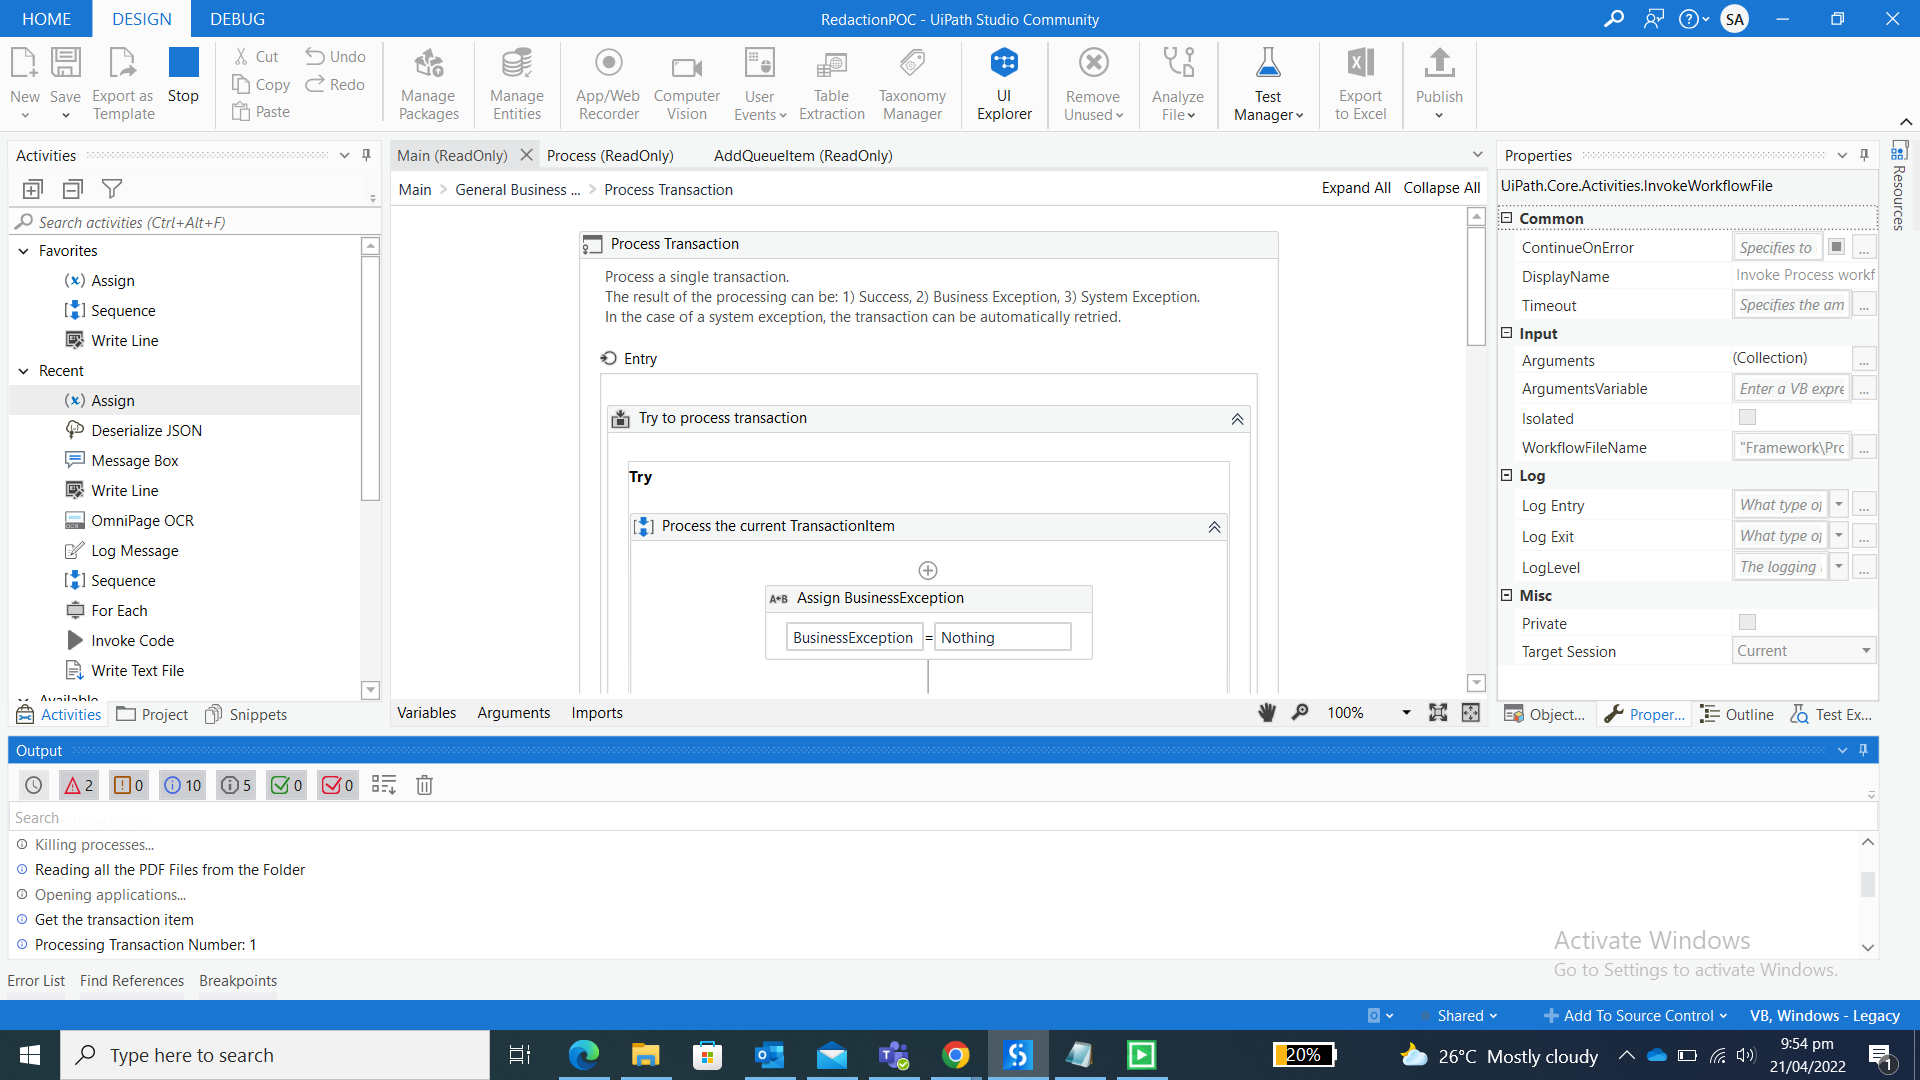 HOME
DESIGN
DEBUG
RedactionPOC - UiPath Studio Community
SA
New
Save
Export as Template
Stop
Cut
Copy
Paste
Undo
Redo
Manage Packages
Manage Entities
App/Web Recorder
Computer Vision
User Events
Table Extraction
Taxonomy Manager
UI Explorer
Remove Unused
Analyze File
Test Manager
Export to Excel
Publish
Activities
Search activities (Ctrl+Alt+F)
Favorites
Assign
Sequence
Write Line
Recent
Assign
Deserialize JSON
Message Box
Write Line
OmniPage OCR
Log Message
Sequence
For Each
Invoke Code
Write Text File
Available
Activities
Project
Snippets
Main (ReadOnly)
Process (ReadOnly)
AddQueueItem (ReadOnly)
Main > General Business ... > Process Transaction
Expand All
Collapse All
Process Transaction
Process a single transaction.
The result of the processing can be: 1) Success, 2) Business Exception, 3) System Exception.
In the case of a system exception, the transaction can be automatically retried.
Entry
Try to process transaction
Try
Process the current TransactionItem
A+B Assign BusinessException
BusinessException = Nothing
Variables
Arguments
Imports
100%
Properties
UiPath.Core.Activities.InvokeWorkflowFile
Common
ContinueOnError Specifies to ...
DisplayName Invoke Process workf
Timeout Specifies the am ...
Input
Arguments (Collection) ...
ArgumentsVariable Enter a VB expre ...
Isolated
WorkflowFileName "Framework\Prc ...
Log
Log Entry What type of ...
Log Exit What type of ...
LogLevel The logging ...
Misc
Private
Target Session Current
Object...
Proper...
Outline
Test Ex...
Resources
Output
2
0
10
5
0
0
Search
Killing processes...
Reading all the PDF Files from the Folder
Opening applications...
Get the transaction item
Processing Transaction Number: 1
Activate Windows
Go to Settings to activate Windows.
Error List
Find References
Breakpoints
Shared
Add To Source Control
VB, Windows - Legacy
Type here to search
20%
26°C Mostly cloudy
9:54 pm
21/04/2022
1